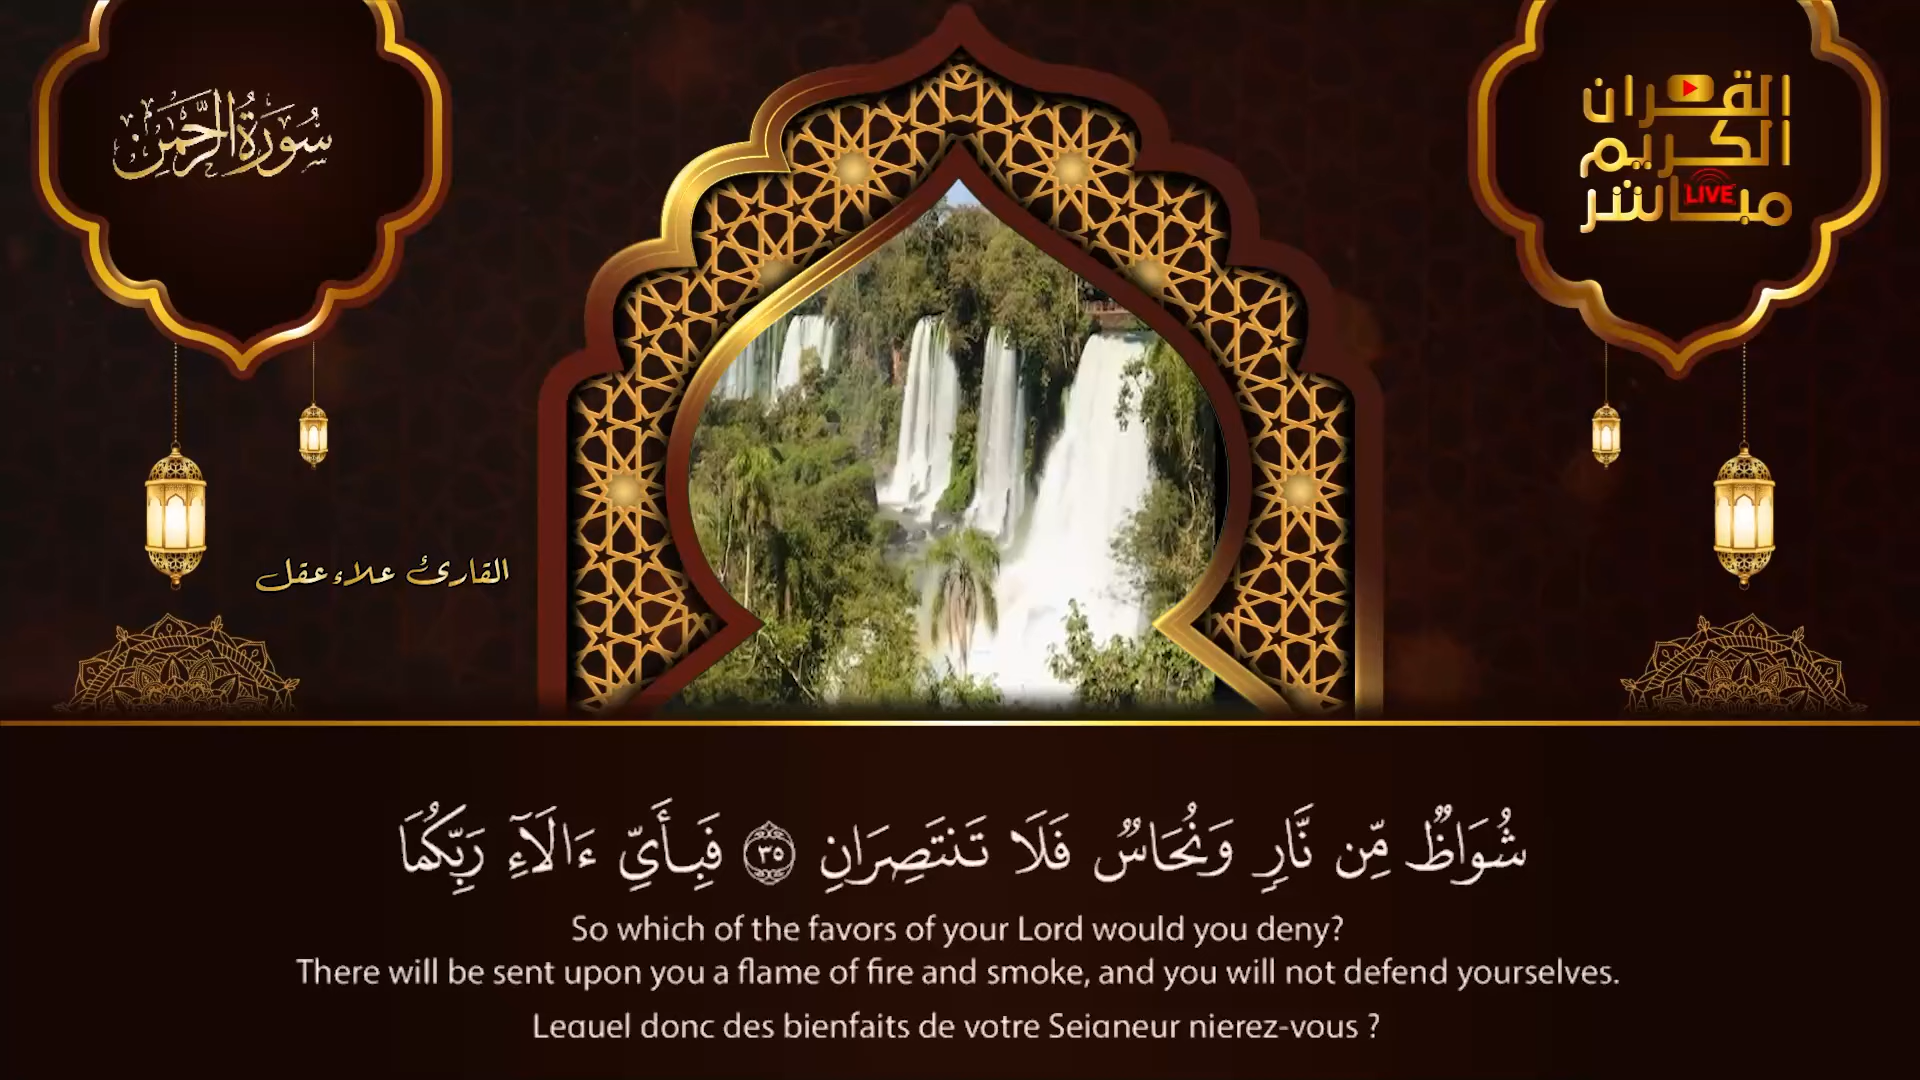 سُورَةُ الرَّحْمَٰن
القرآن
الكريم
مباشر
LIVE
القارئ علاء عقل
شُوَاظٌ مِّن نَّارٍ وَنُحَاسٌ فَلَا تَنتَصِرَانِ ٣٥ فَبِأَيِّ ءَالَآءِ رَبِّكُمَا
So which of the favors of your Lord would you deny?
There will be sent upon you a flame of fire and smoke, and you will not defend yourselves.
Lequel donc des bienfaits de votre Seigneur nierez-vous ?